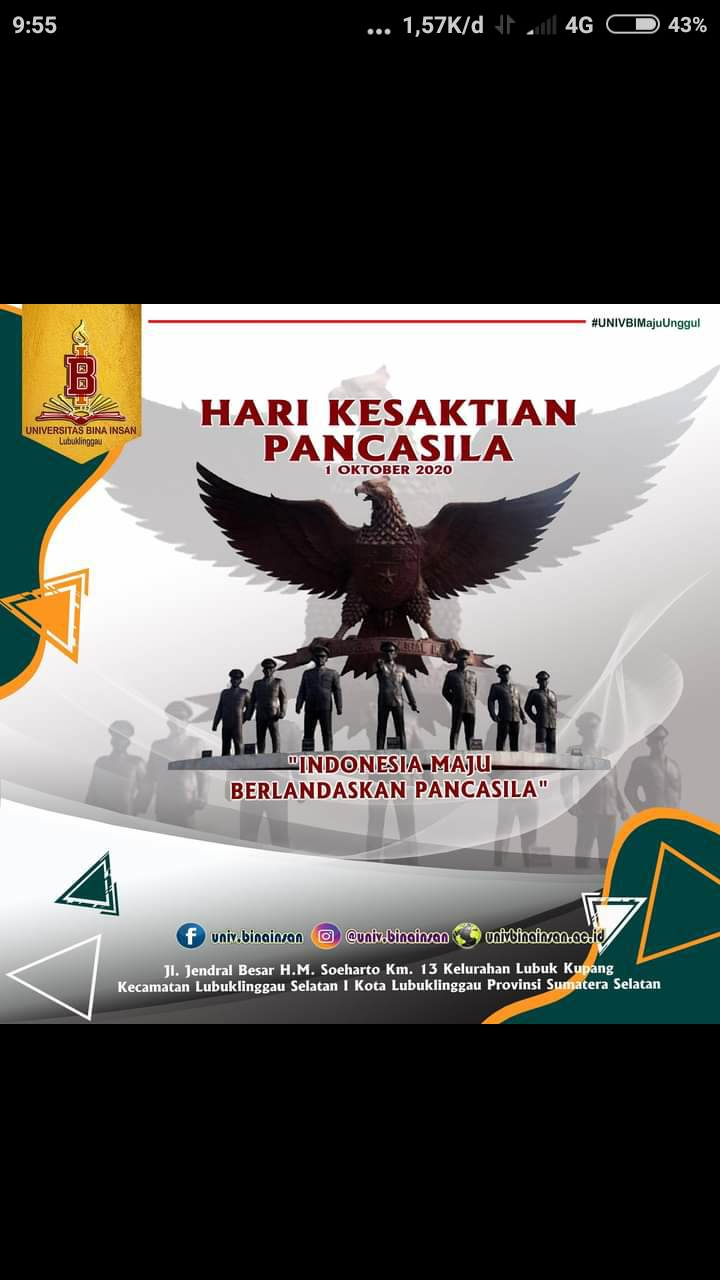 9:55
... 1,57K/d 4G 43%
#UNIVBIMajuUnggul
UNIVERSITAS BINA INSAN
Lubuklinggau
HARI KESAKTIAN
PANCASILA
1 OKTOBER 2020
"INDONESIA MAJU
BERLANDASKAN PANCASILA"
univ.binainsan @univ.binainsan univbinainsan.ac.id
Jl. Jendral Besar H.M. Soeharto Km. 13 Kelurahan Lubuk Kupang
Kecamatan Lubuklinggau Selatan I Kota Lubuklinggau Provinsi Sumatera Selatan